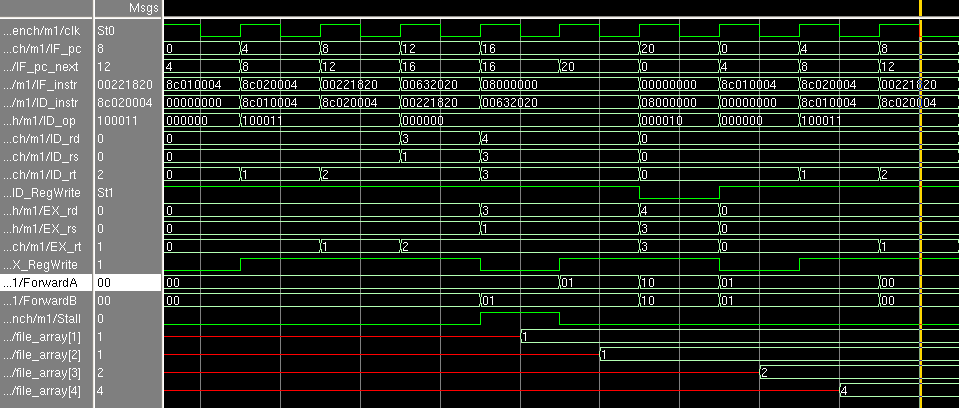 Msgs
...ench/m1/clk St0
...ch/m1/IF_pc 8 0 4 8 12 16 20 0 4 8
.../IF_pc_next 12 4 8 12 16 16 20 0 4 8 12
.../m1/IF_instr 00221820 8c010004 8c020004 00221820 00632020 08000000 00000000 8c010004 8c020004 00221820
.../m1/ID_instr 8c020004 00000000 8c010004 8c020004 00221820 00632020 08000000 00000000 8c010004 8c020004
...h/m1/ID_op 100011 000000 100011 000000 000010 000000 100011
...ch/m1/ID_rd 0 0 3 4 0
...ch/m1/ID_rs 0 0 1 3 0
...ch/m1/ID_rt 2 0 1 2 3 0 1 2
...ID_RegWrite St1
...h/m1/EX_rd 0 0 3 4 0
...h/m1/EX_rs 0 0 1 3 0
...ch/m1/EX_rt 1 0 1 2 3 0 1
...X_RegWrite 1
...1/ForwardA 00 00 01 10 01 00
...1/ForwardB 00 00 01 10 01 00
...nch/m1/Stall 0
.../file_array[1] 1 1
.../file_array[2] 1 1
.../file_array[3] 2 2
.../file_array[4] 4 4